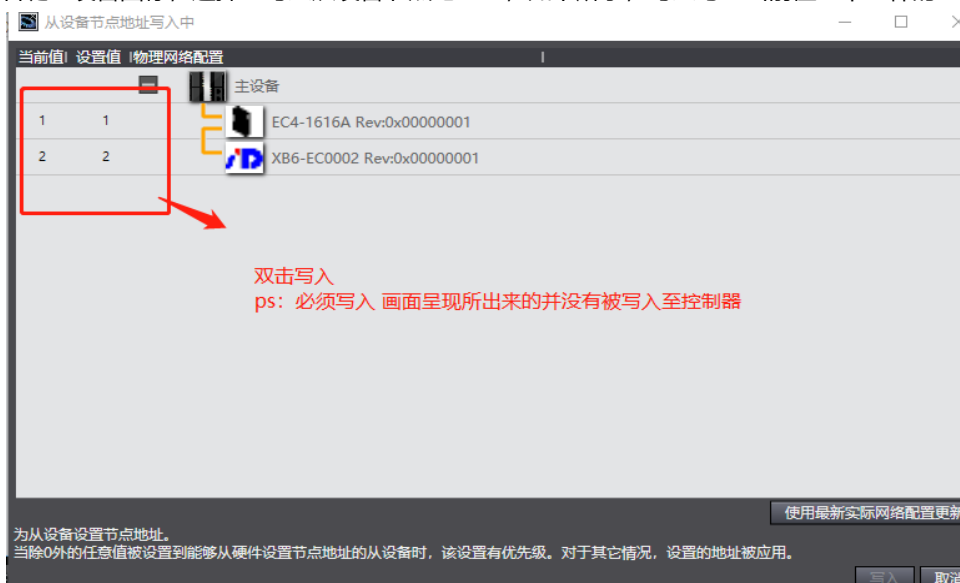 从设备节点地址写入中
当前值 设置值 物理网络配置
主设备
1 1 EC4-1616A Rev:0x00000001
2 2 XB6-EC0002 Rev:0x00000001
双击写入
ps：必须写入 画面呈现所出来的并没有被写入至控制器
使用最新实际网络配置更新
为从设备设置节点地址。
当除0外的任意值被设置到能够从硬件设置节点地址的从设备时，该设置有优先级。对于其它情况，设置的地址被应用。
写入 取消